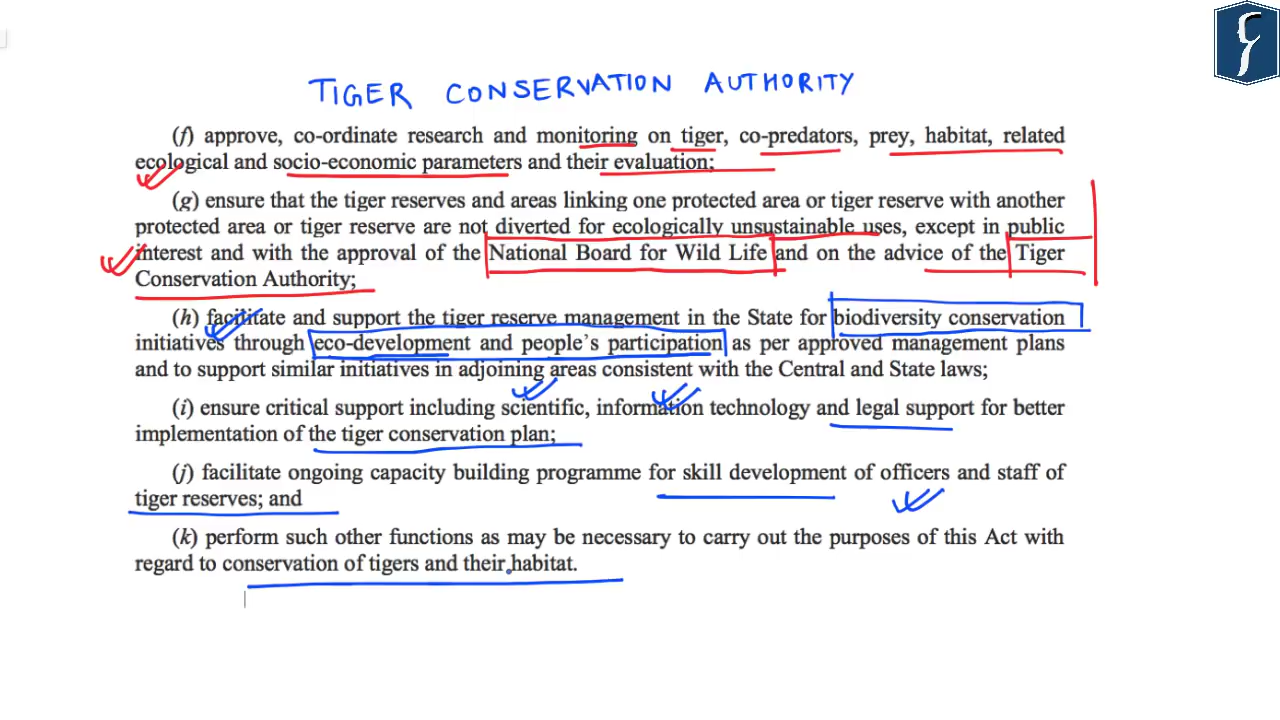 TIGER CONSERVATION AUTHORITY
(f) approve, co-ordinate research and monitoring on tiger, co-predators, prey, habitat, related
ecological and socio-economic parameters and their evaluation;
(g) ensure that the tiger reserves and areas linking one protected area or tiger reserve with another
protected area or tiger reserve are not diverted for ecologically unsustainable uses, except in public
interest and with the approval of the National Board for Wild Life and on the advice of the Tiger
Conservation Authority;
(h) facilitate and support the tiger reserve management in the State for biodiversity conservation
initiatives through eco-development and people's participation as per approved management plans
and to support similar initiatives in adjoining areas consistent with the Central and State laws;
(i) ensure critical support including scientific, information technology and legal support for better
implementation of the tiger conservation plan;
(j) facilitate ongoing capacity building programme for skill development of officers and staff of
tiger reserves; and
(k) perform such other functions as may be necessary to carry out the purposes of this Act with
regard to conservation of tigers and their habitat.